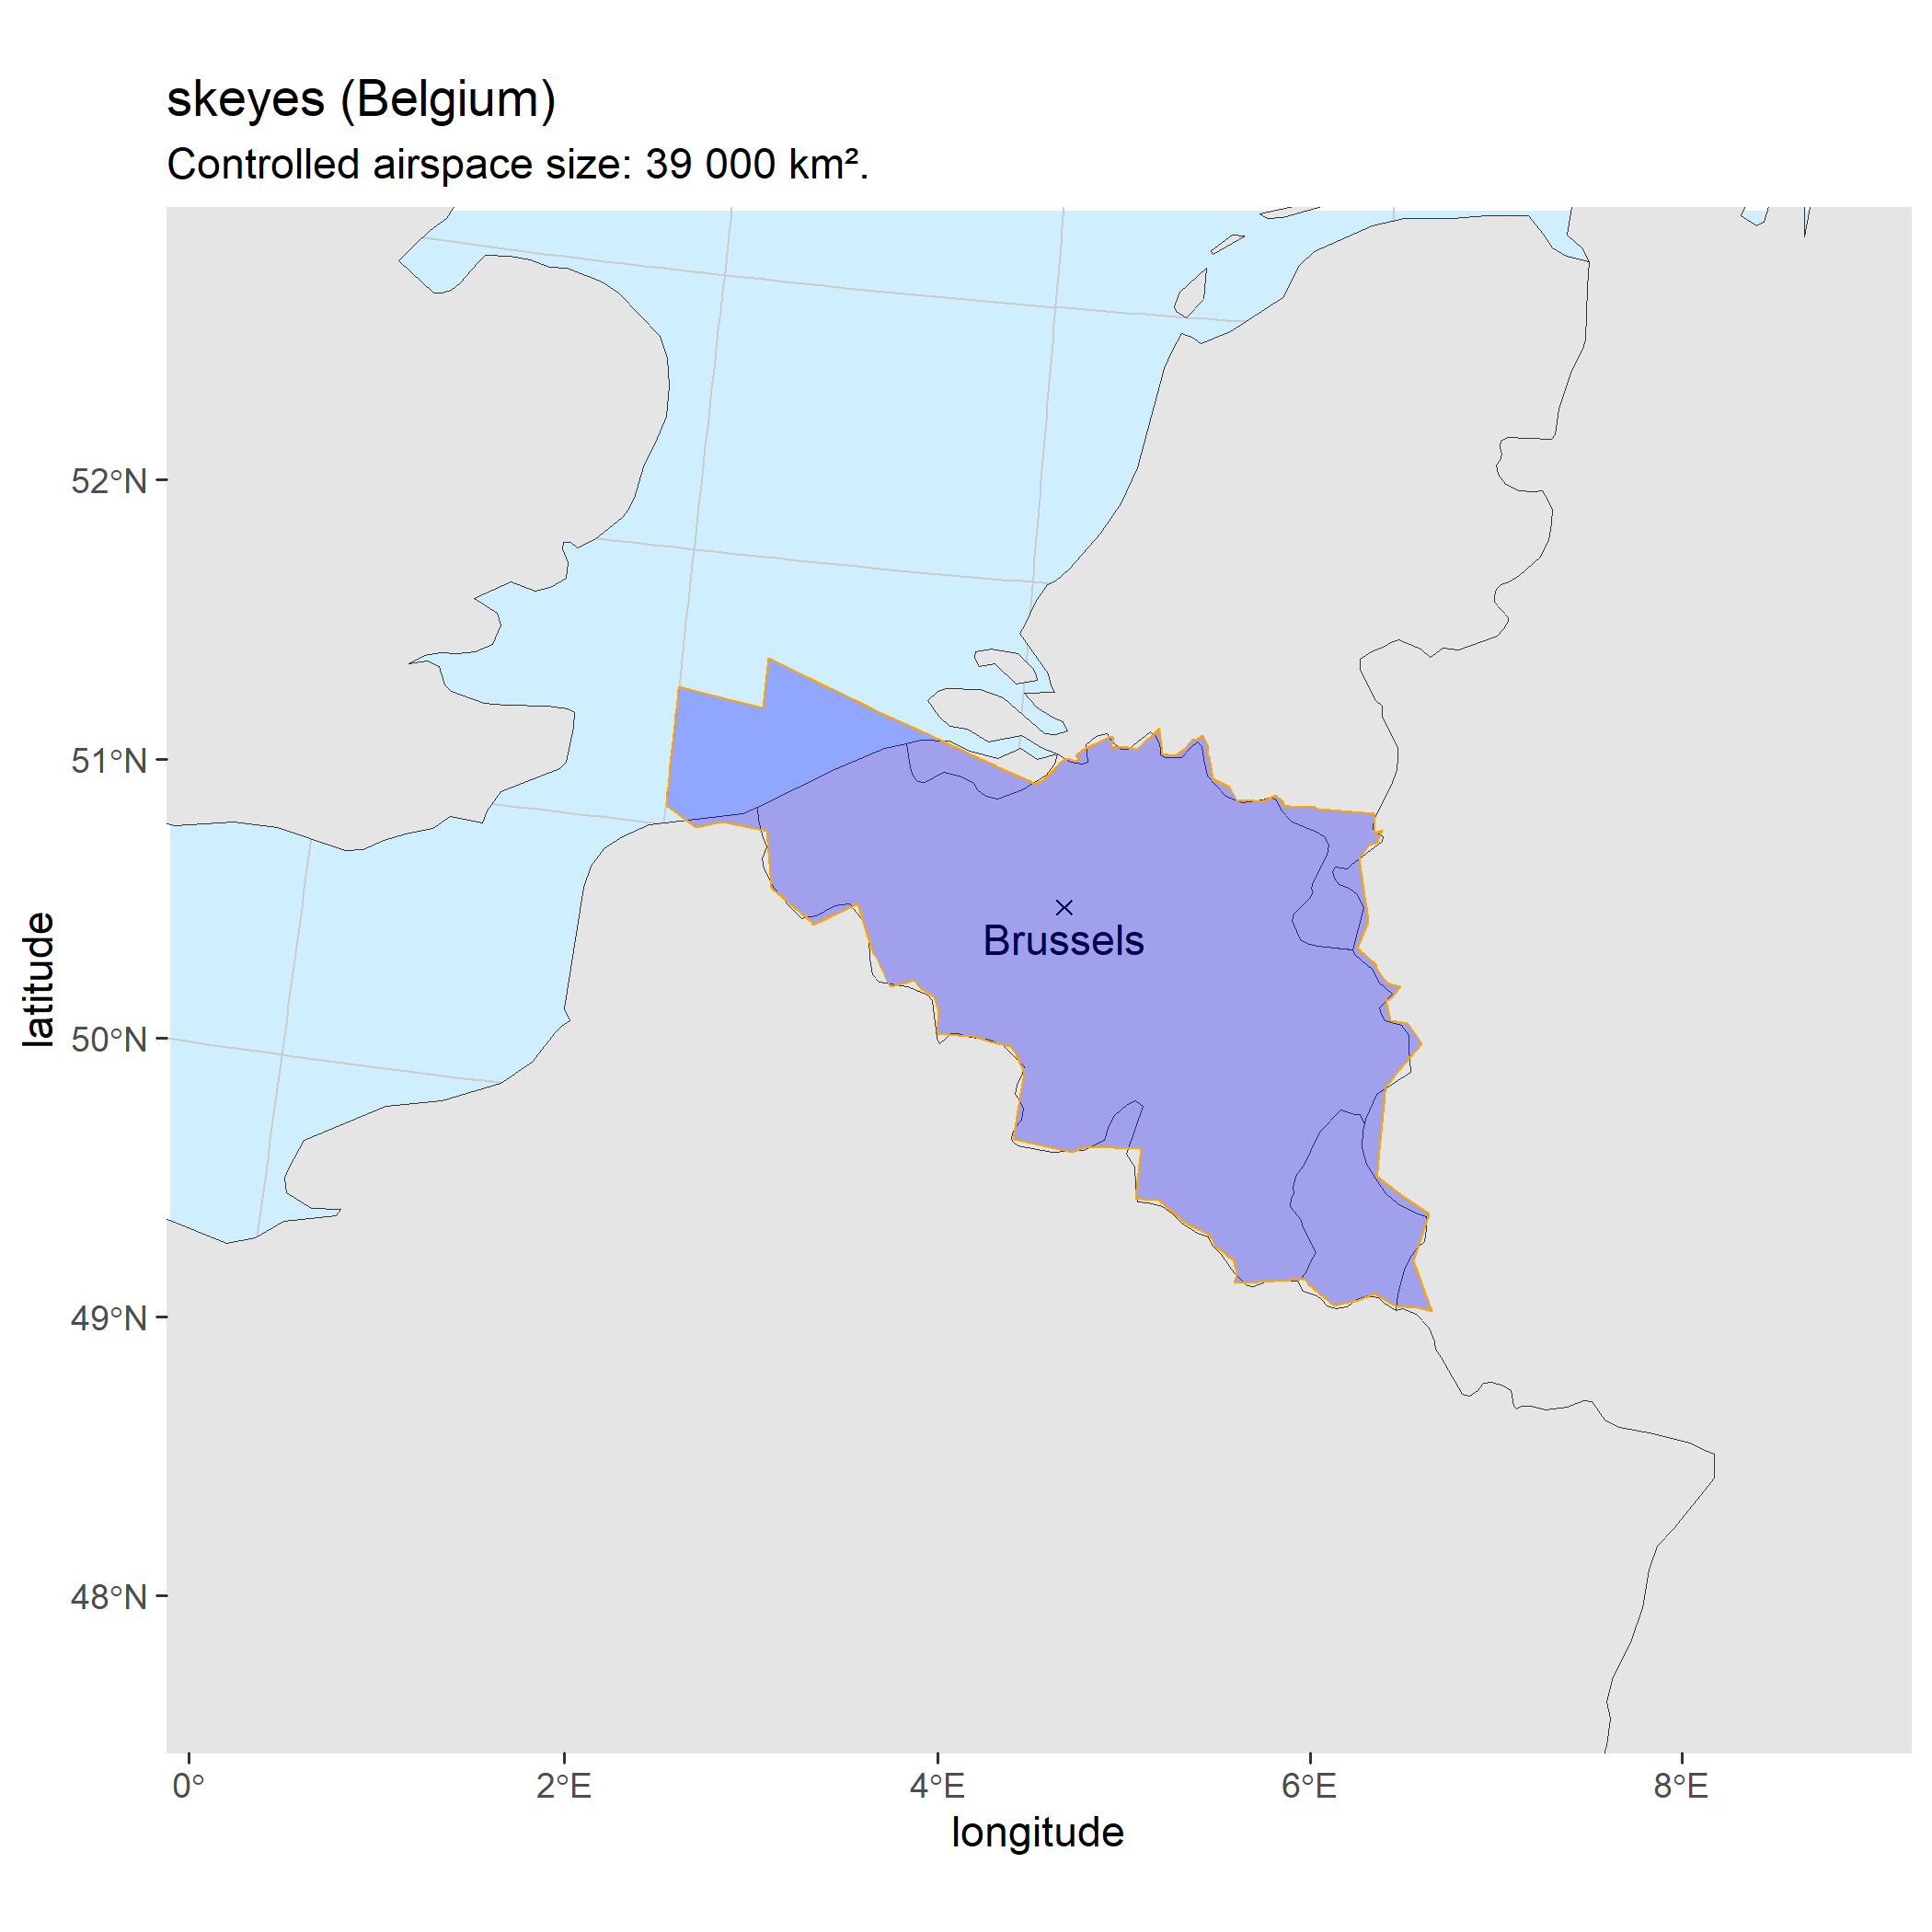 skeyes (Belgium)
Controlled airspace size: 39 000 km².
52°N
51°N
50°N
49°N
48°N
latitude
Brussels
0°
2°E
4°E
6°E
8°E
longitude